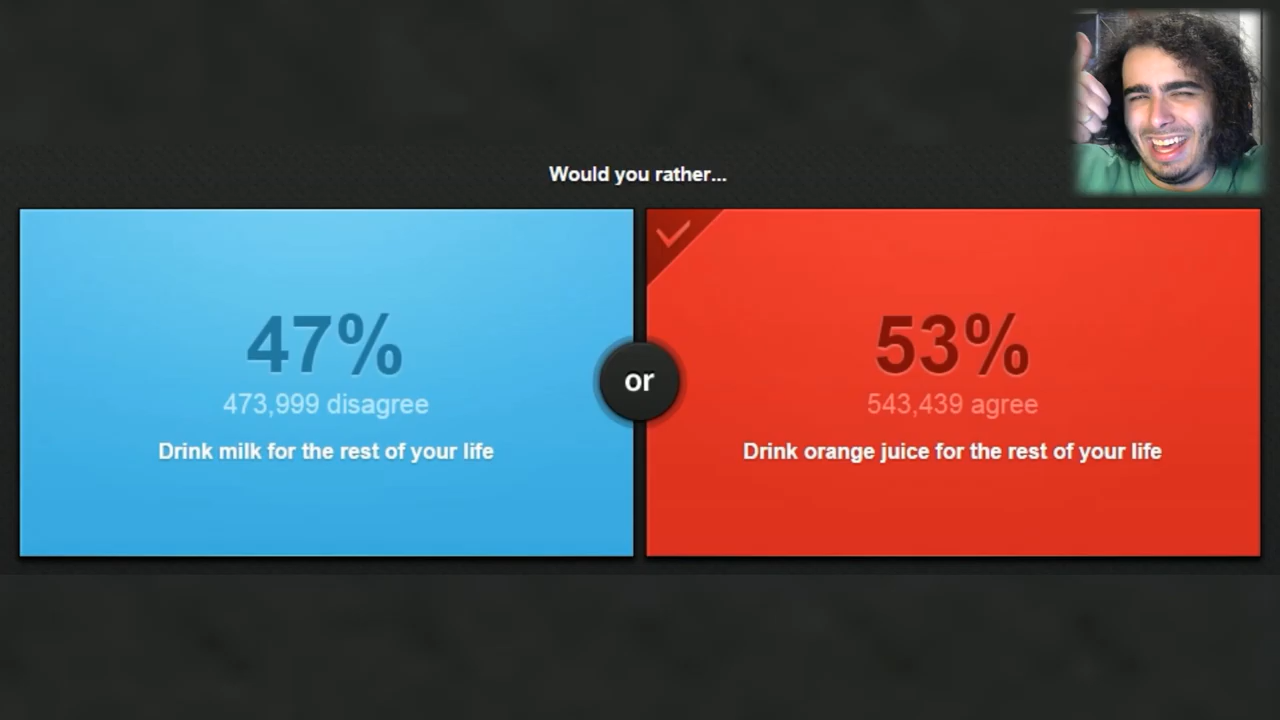 Would you rather...
47%
473,999 disagree
Drink milk for the rest of your life
or
53%
543,439 agree
Drink orange juice for the rest of your life